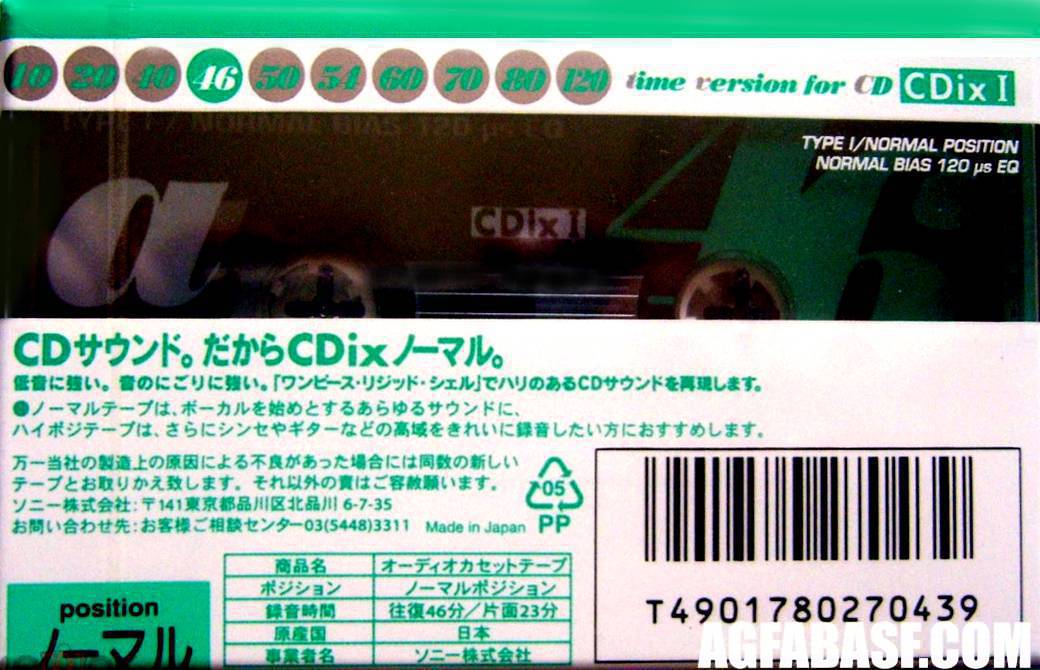 10 20 40 46 50 54 60 70 80 120 time version for CD CDix I
TYPE I/NORMAL POSITION
NORMAL BIAS 120 μs EQ
α
CDix I
46
CDサウンド。だからCDixノーマル。
低音に強い。音のにごりに強い。「ワンピース・リジッド・シェル」でハリのあるCDサウンドを再現します。
●ノーマルテープは、ボーカルを始めとするあらゆるサウンドに、
ハイポジテープは、さらにシンセやギターなどの高域をきれいに録音したい方におすすめします。
万一当社の製造上の原因による不良があった場合には同数の新しい
テープとお取りかえ致します。それ以外の責はご容赦願います。
ソニー株式会社:〒141東京都品川区北品川 6-7-35
お問い合わせ先:お客様ご相談センター03(5448)3311 Made in Japan
05
PP
商品名 オーディオカセットテープ
ポジション ノーマルポジション
録音時間 往復46分/片面23分
原産国 日本
事業者名 ソニー株式会社
position
ノーマル
T4901780270439
AGFABASF.COM